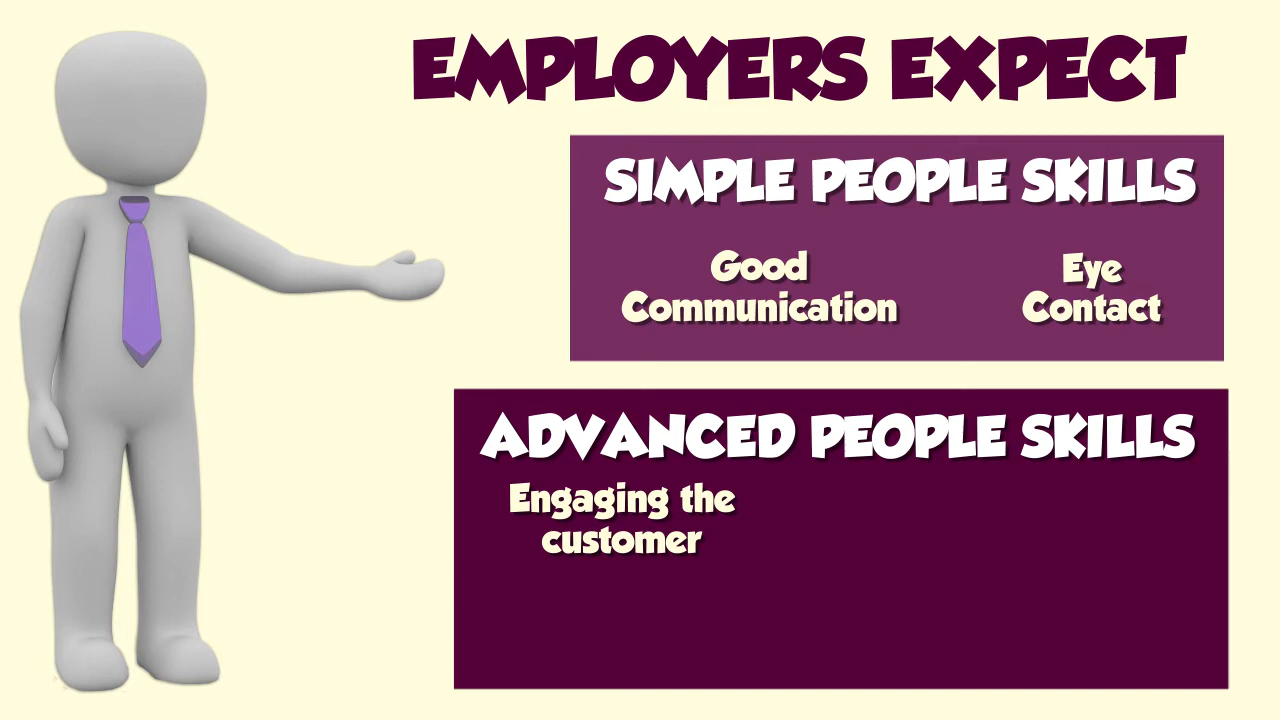 EMPLOYERS EXPECT
SIMPLE PEOPLE SKILLS
Good
Communication
Eye
Contact
ADVANCED PEOPLE SKILLS
Engaging the
customer